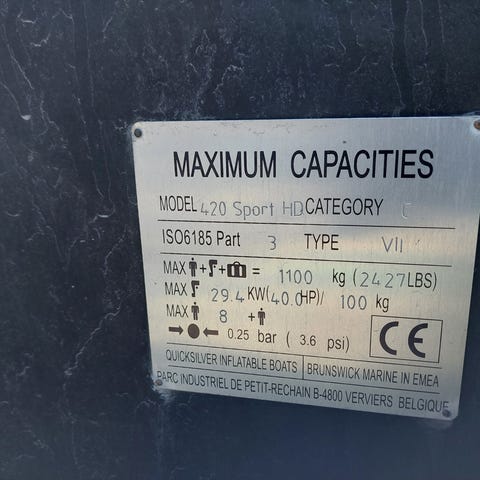 MAXIMUM CAPACITIES
MODEL 420 Sport HD CATEGORY C
ISO6185 Part 3 TYPE VII
MAX + + = 1100 kg (2427LBS)
MAX 29.4 KW(40.0HP)/ 100 kg
MAX 8 +
0.25 bar ( 3.6 psi)
CE
QUICKSILVER INFLATABLE BOATS BRUNSWICK MARINE IN EMEA
PARC INDUSTRIEL DE PETIT-RECHAIN B-4800 VERVIERS BELGIQUE